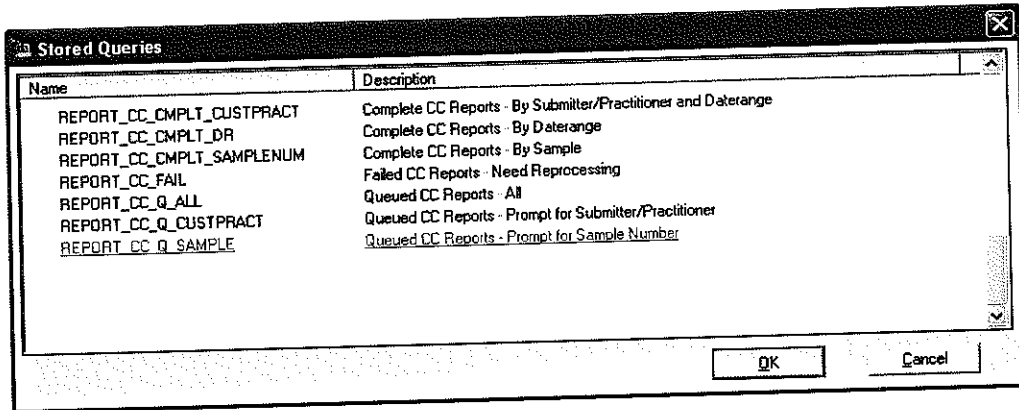 Stored Queries
Name Description
REPORT_CC_CMPLT_CUSTPRACT Complete CC Reports - By Submitter/Practitioner and Daterange
REPORT_CC_CMPLT_DR Complete CC Reports - By Daterange
REPORT_CC_CMPLT_SAMPLENUM Complete CC Reports - By Sample
REPORT_CC_FAIL Failed CC Reports - Need Reprocessing
REPORT_CC_Q_ALL Queued CC Reports - All
REPORT_CC_Q_CUSTPRACT Queued CC Reports - Prompt for Submitter/Practitioner
REPORT_CC_Q_SAMPLE Queued CC Reports - Prompt for Sample Number
OK Cancel